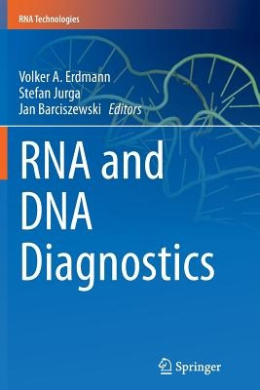 RNA Technologies
Volker A. Erdmann
Stefan Jurga
Jan Barciszewski Editors
RNA and
DNA
Diagnostics
Springer